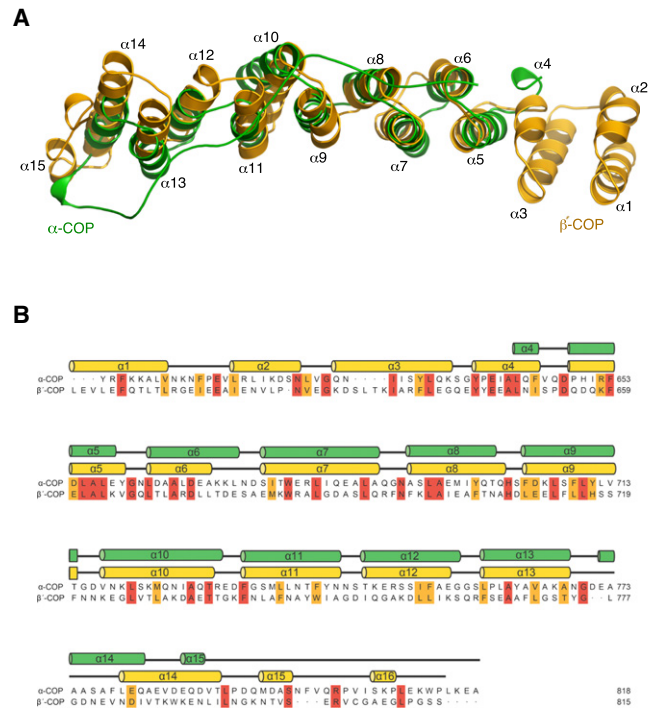 A
α10
α14
α12
α8
α6
α4
α2
α15
α13
α11
α9
α7
α5
α3
α1
α-COP
β´-COP
B
α4
α1 α2 α3 α4
α-COP · · · Y R F K K A L V N K N F P E V L R L I K D S N L V G Q N · · · · I I S Y L Q K S G Y P E I A L Q F V Q D P H I R F 653
β´-COP L E V L E F Q T L T L R G E I E E A I E N V L P · N V E G K D S L T K I A R F L E G Q E Y Y E E A L N I S P D Q D Q K F 659
α5 α6 α7 α8 α9
α5 α6 α7 α8 α9
α-COP D L A L E Y G N L D A A L D E A K K L N D S I T W E R L I Q E A L A Q G N A S L A E M I Y Q T Q H S F D K L S F L Y L V 713
β´-COP E L A L K V G Q L T L A R D L L T D E S A E M K W R A L G D A S L Q R F N F K L A I E A F T N A H D L E E L F L L H S S 719
α10 α11 α12 α13
α10 α11 α12 α13
α-COP T G D V N K L S K M Q N I A Q T R E D F G S M L L N T F Y N N S T K E R S S I F A E G G S L P L A Y A V A K A N G D E A 773
β´-COP F N N K E G L V T L A K D A E T T G K F N L A F N A Y W I A G D I Q G A K D L L I K S Q R F S E A A F L G S T Y G · · L 777
α14 α15
α14 α15 α16
α-COP A A S A F L E Q A E V D E Q D V T L P D Q M D A S N F V Q R P V I G K S P L E K W P L K E A 818
β´-COP G D N E V N D I V T K W K E N L I L N G K N T V S · · · E R V C G A E G L P G S S · · 815